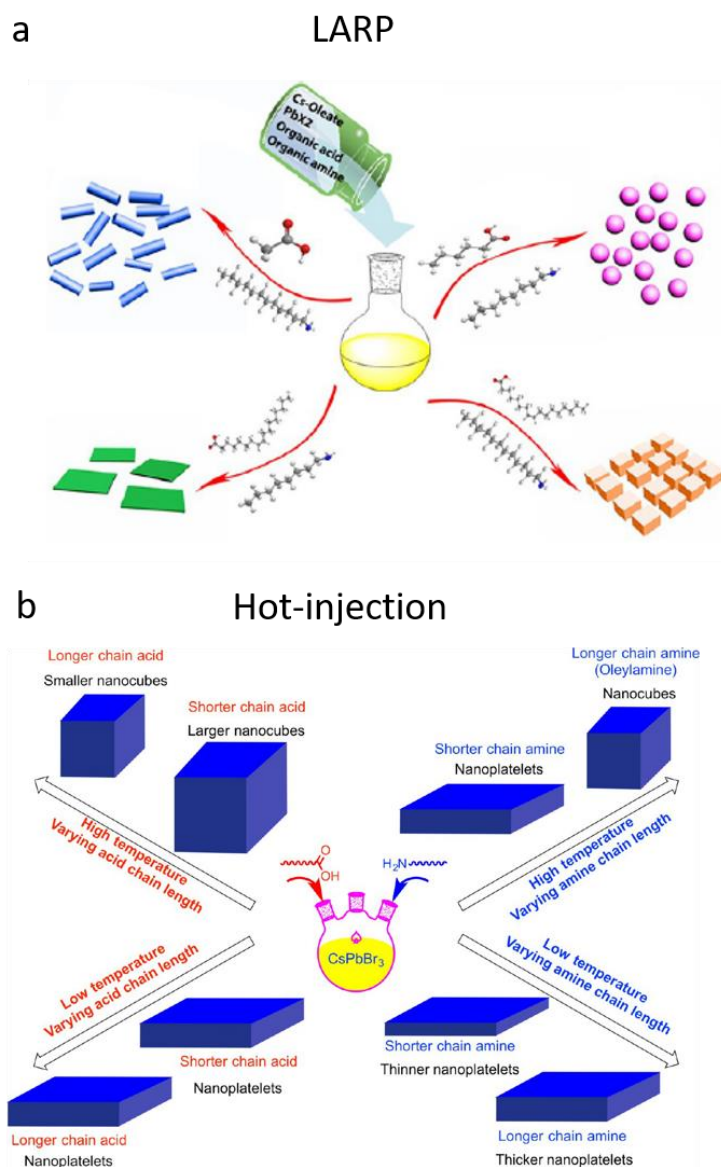 a
LARP
Cs-Oleate
PbX2
Organic acid
Organic amine
b
Hot-injection
Longer chain acid
Smaller nanocubes
Shorter chain acid
Larger nanocubes
High temperature
Varying acid chain length
Longer chain amine
(Oleylamine)
Nanocubes
Shorter chain amine
Nanoplatelets
High temperature
Varying amine chain length
O
OH
H2N
CsPbBr3
Low temperature
Varying acid chain length
Shorter chain acid
Nanoplatelets
Longer chain acid
Nanoplatelets
Low temperature
Varying amine chain length
Shorter chain amine
Thinner nanoplatelets
Longer chain amine
Thicker nanoplatelets